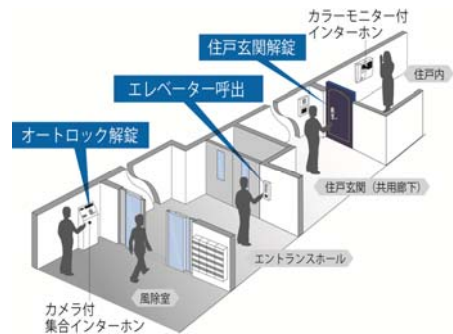 カラーモニター付
インターホン
住戸玄関解錠
住戸内
エレベーター呼出
オートロック解錠
住戸玄関（共用廊下）
エントランスホール
風除室
カメラ付
集合インターホン